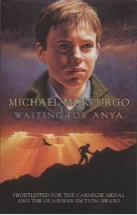 MICHAEL MORPURGO
WAITING FOR ANYA
SHORTLISTED FOR THE CARNEGIE MEDAL
AND THE GUARDIAN FICTION AWARD